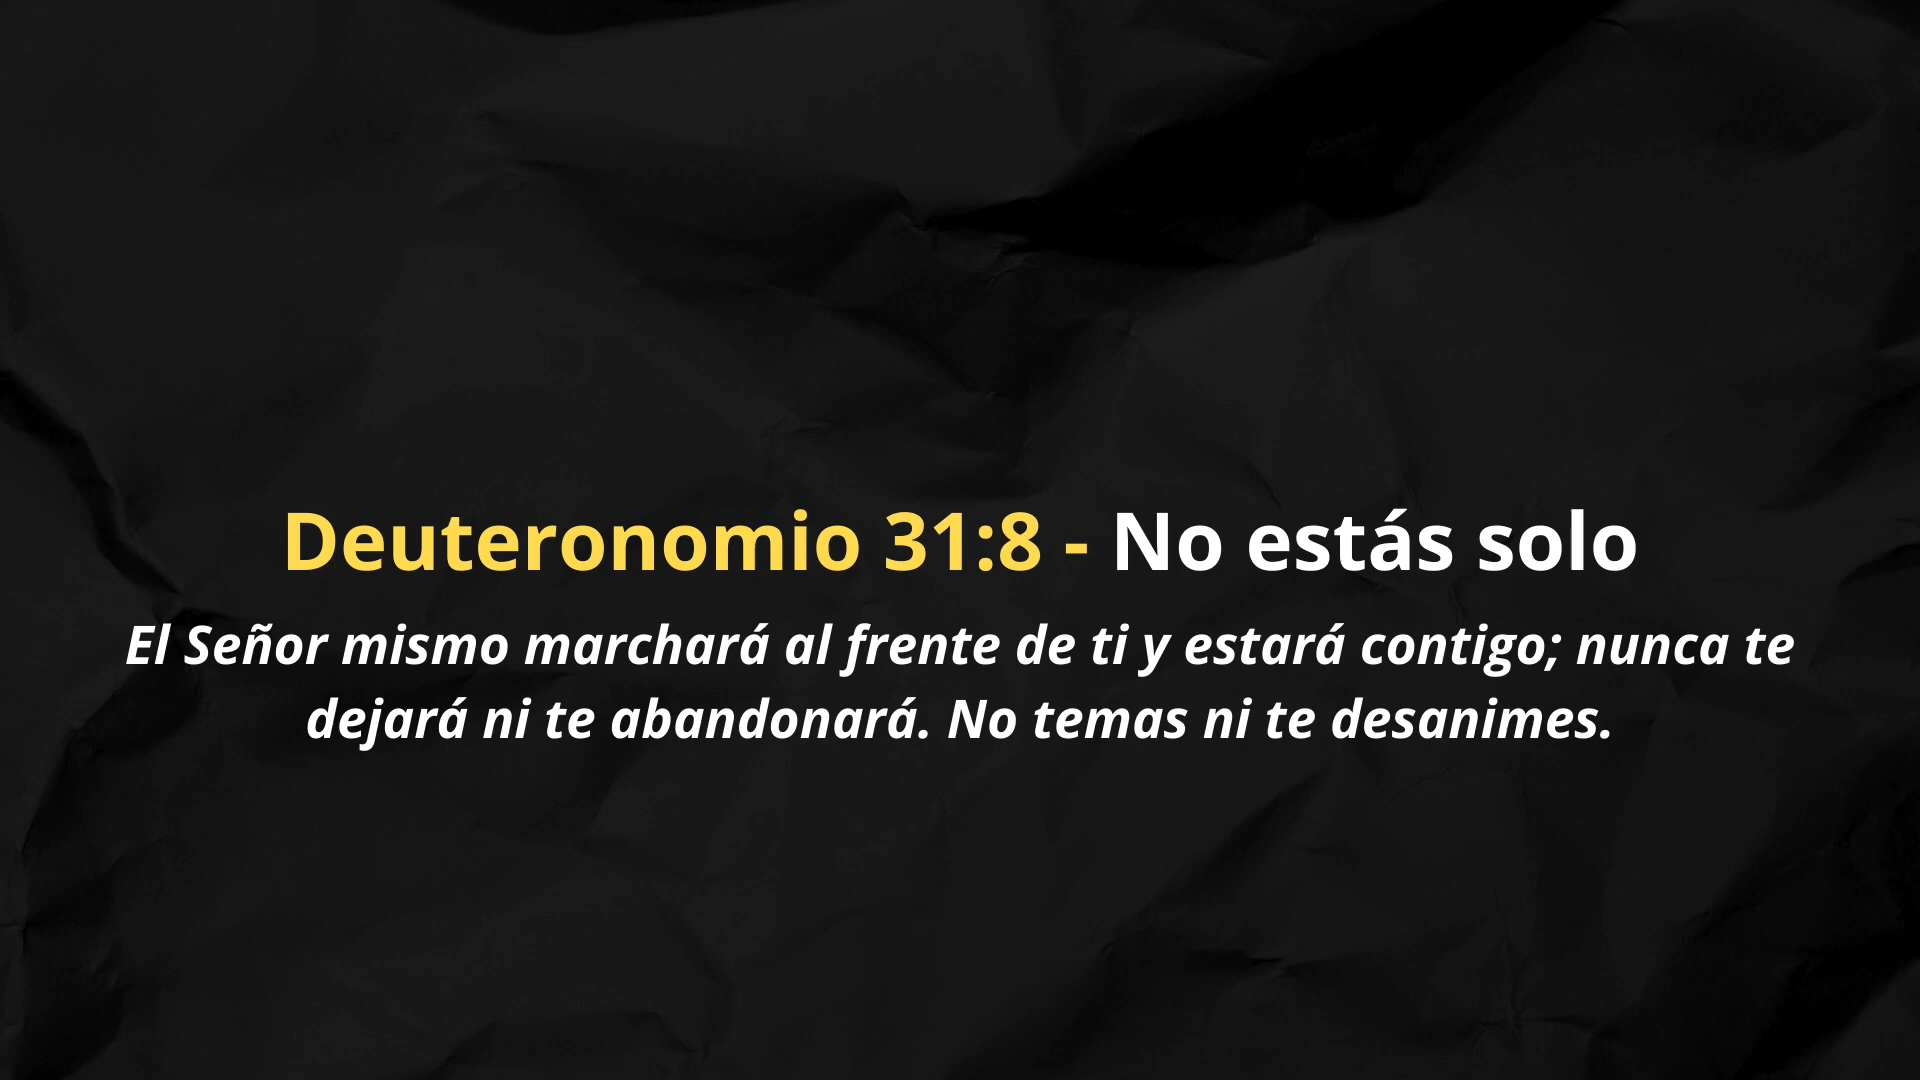 Deuteronomio 31:8 - No estás solo
El Señor mismo marchará al frente de ti y estará contigo; nunca te
dejará ni te abandonará. No temas ni te desanimes.